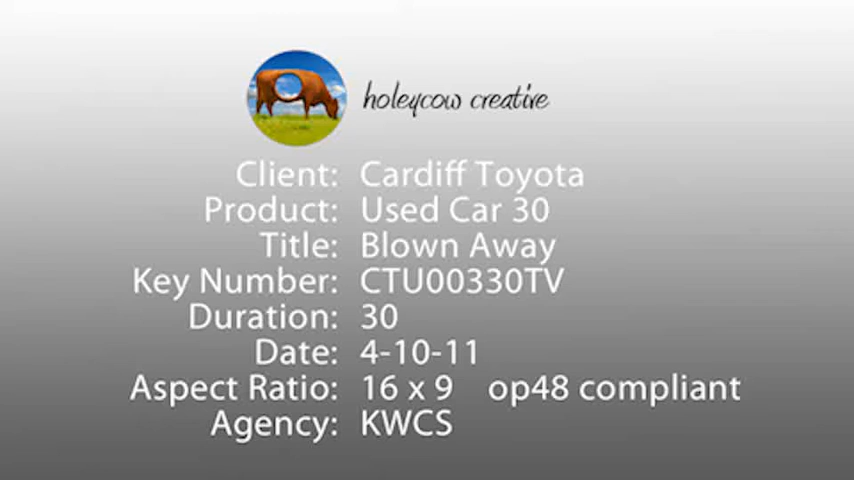 holeycow creative
Client: Cardiff Toyota
Product: Used Car 30
Title: Blown Away
Key Number: CTU00330TV
Duration: 30
Date: 4-10-11
Aspect Ratio: 16 x 9 op48 compliant
Agency: KWCS